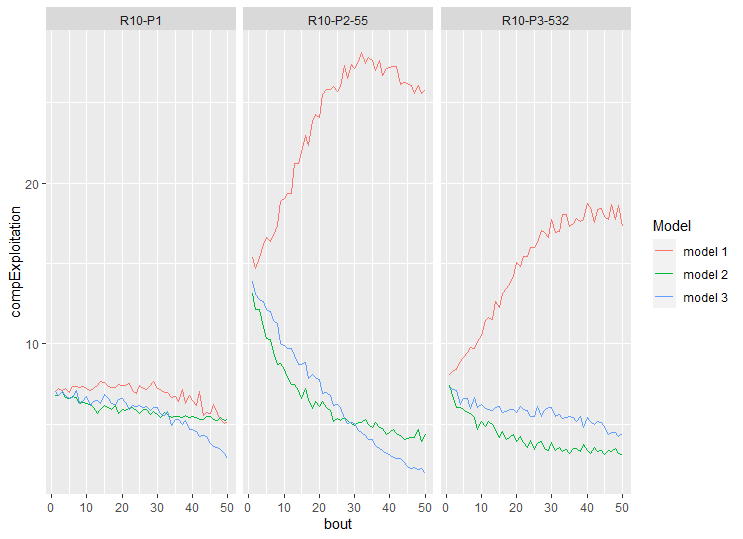 R10-P1 R10-P2-55 R10-P3-532
compExploitation
20
10
0 10 20 30 40 50 0 10 20 30 40 50 0 10 20 30 40 50
bout
Model
model 1
model 2
model 3